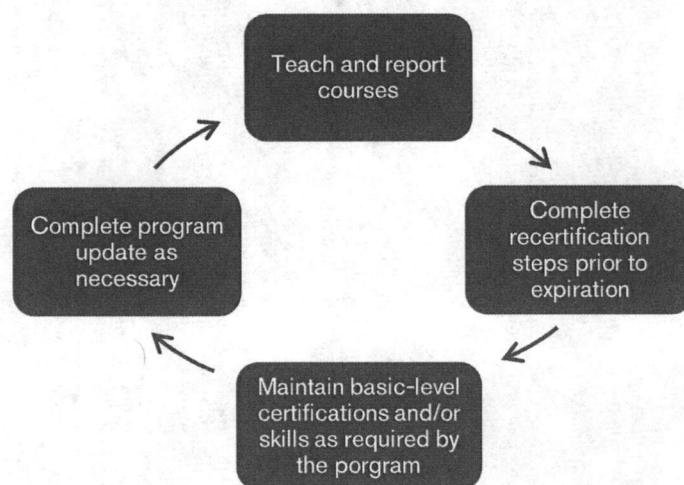 Teach and report
courses
Complete
recertification
steps prior to
expiration
Maintain basic-level
certifications and/or
skills as required by
the porgram
Complete program
update as
necessary